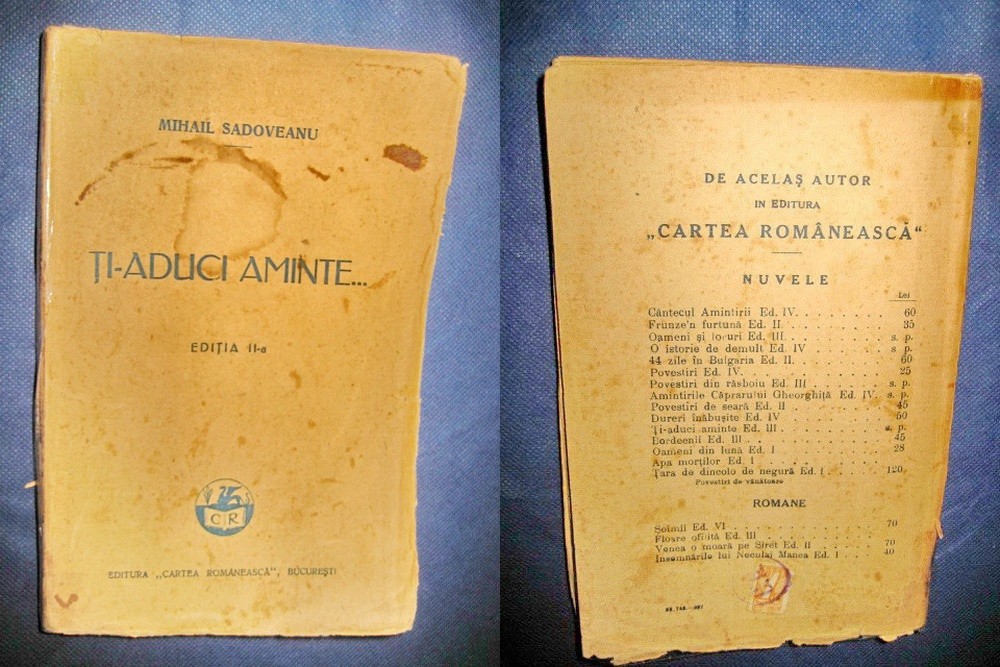 MIHAIL SADOVEANU
ȚI-ADUCI AMINTE...
EDIȚIA II-a
C R
EDITURA „CARTEA ROMÂNEASCĂ", BUCUREȘTI
DE ACELAȘ AUTOR
IN EDITURA
„CARTEA ROMÂNEASCĂ“
NUVELE
Lei
Cântecul Amintirii Ed. IV. . . . . . . . 60
Frunze'n furtună Ed. II . . . . . . . . 35
Oameni și locuri Ed. III. . . . . . . . s. p.
O istorie de demult Ed. IV . . . . . . s p.
44 zile în Bulgaria Ed. II. . . . . . . 60
Povestiri Ed. IV. . . . . . . . . . . 25
Povestiri din răsboiu Ed. III . . . . . . s. p.
Amintirile Căprarului Gheorghiță Ed. IV. s. p.
Povestiri de seară Ed. II . . . . . . . 45
Dureri înăbușite Ed. IV . . . . . . . 50
Ți-aduci aminte Ed. III . . . . . . . s. p.
Bordeenii Ed. III . . . . . . . . . . 45
Oameni din lună Ed. I . . . . . . . . 28
Apa morților Ed. I . . . . . . . .
Țara de dincolo de negură Ed. I . . . . 120
Povestiri de vânătoare
ROMANE
Șoimii Ed. VI . . . . . . . . . . . 70
Floare ofilită Ed. III . . . . . . . .
Venea o moară pe Siret Ed. II . . . . . 70
Însemnările lui Neculai Manea Ed. I . . 40